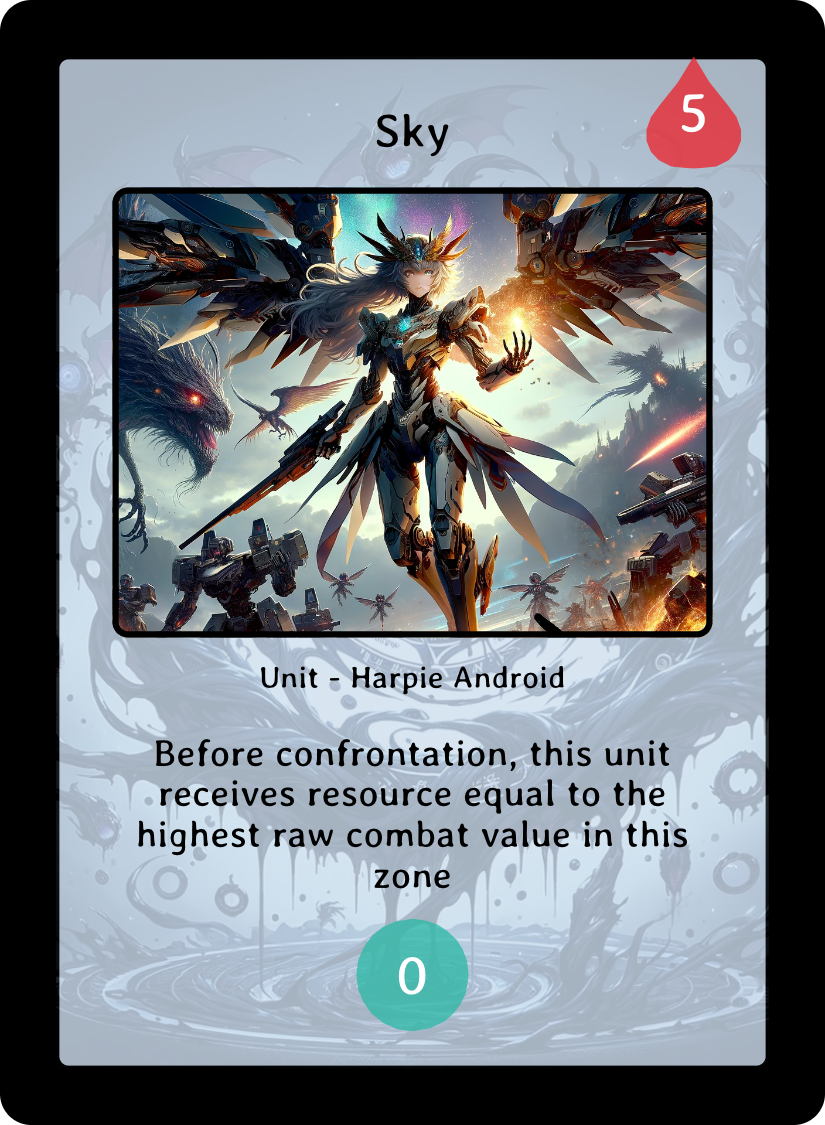 Sky
5
Unit - Harpie Android
Before confrontation, this unit
receives resource equal to the
highest raw combat value in this
zone
0